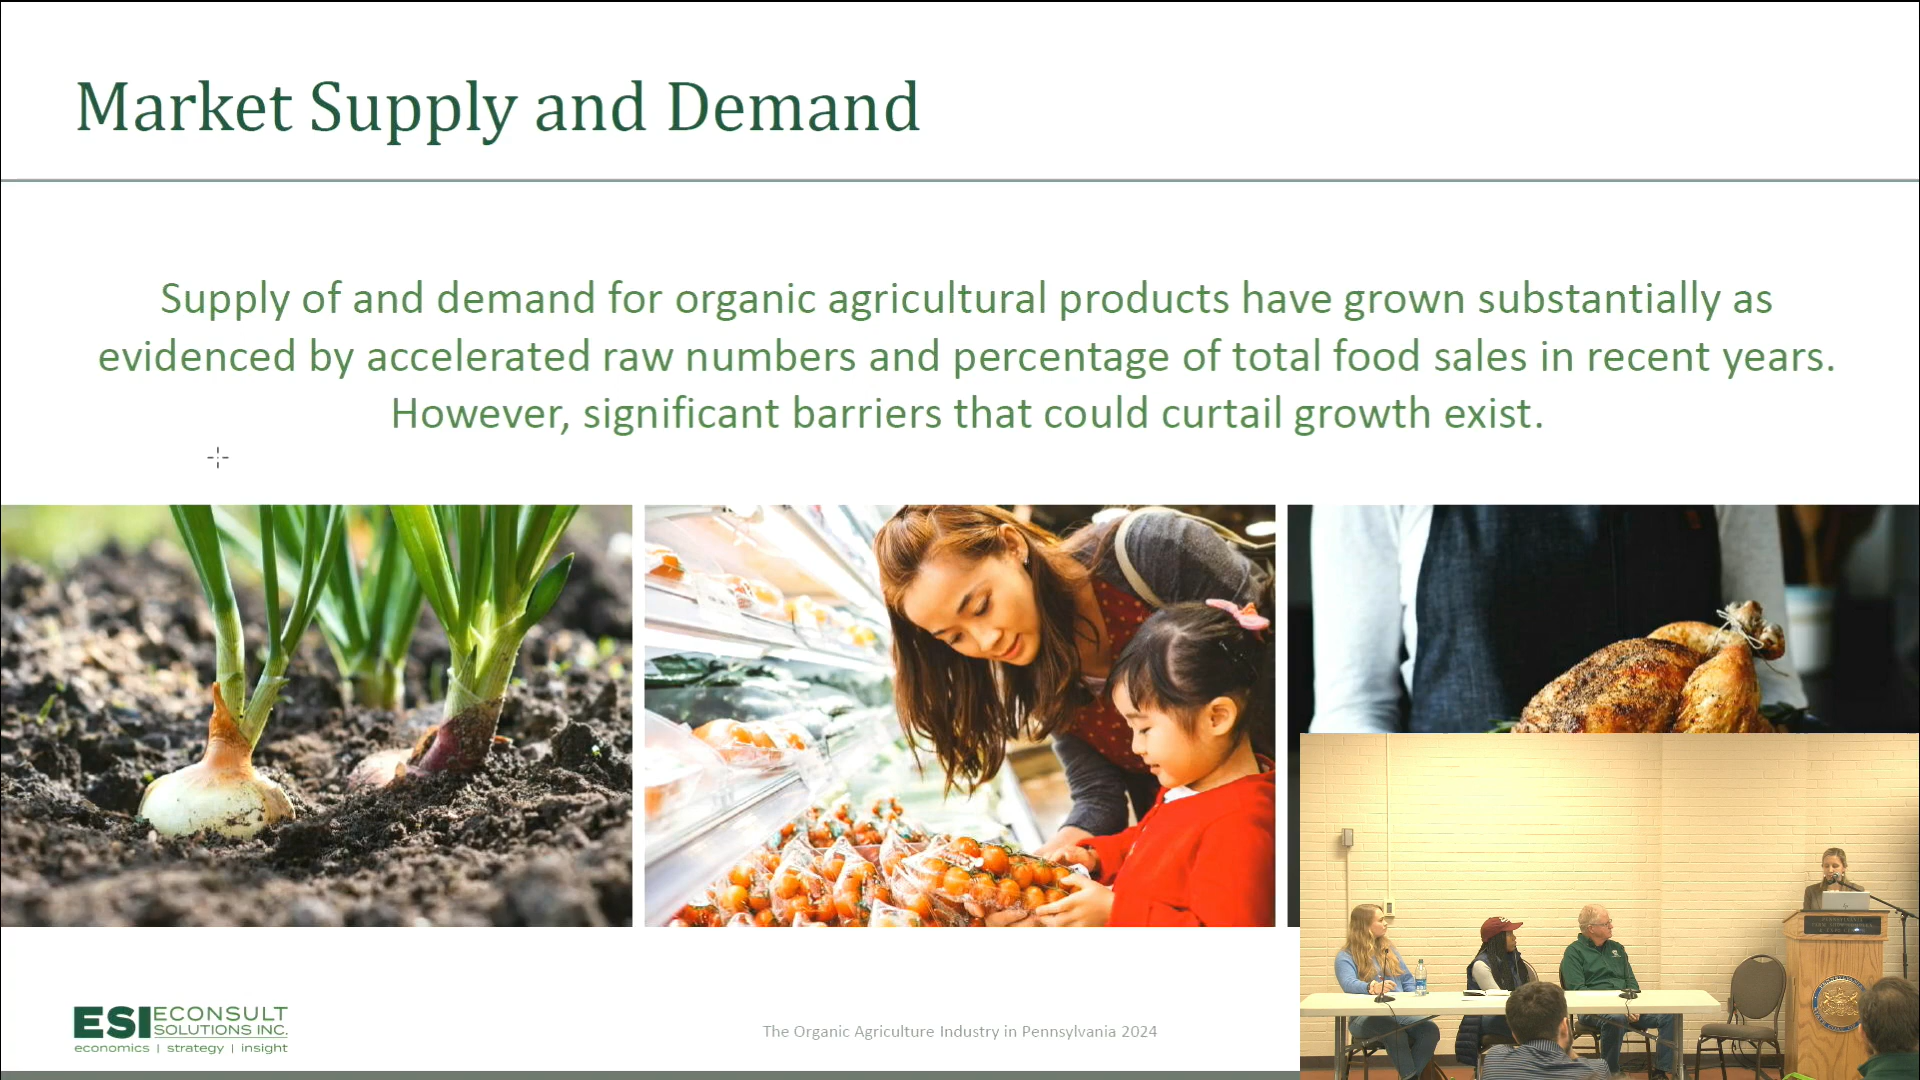 Market Supply and Demand
Supply of and demand for organic agricultural products have grown substantially as
evidenced by accelerated raw numbers and percentage of total food sales in recent years.
However, significant barriers that could curtail growth exist.
ESI ECONSULT
SOLUTIONS INC.
economics | strategy | insight
The Organic Agriculture Industry in Pennsylvania 2024
PENNSYLVANIA